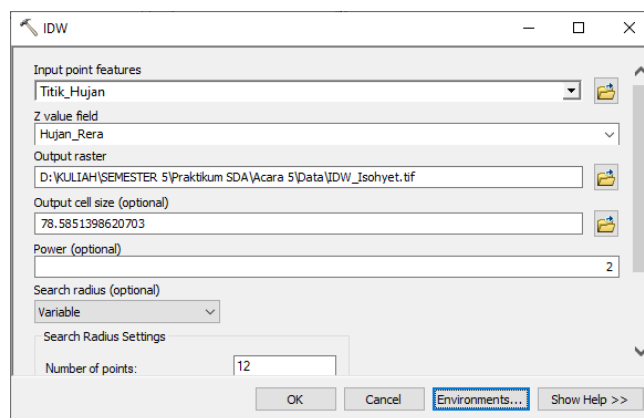 IDW
Input point features
Titik_Hujan
Z value field
Hujan_Rera
Output raster
D:\KULIAH\SEMESTER 5\Praktikum SDA\Acara 5\Data\IDW_Isohyet.tif
Output cell size (optional)
78.5851398620703
Power (optional)
2
Search radius (optional)
Variable
Search Radius Settings
Number of points: 12
OK Cancel Environments... Show Help >>